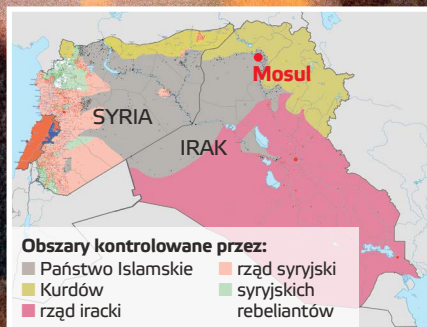 Mosul
SYRIA
IRAK
Obszary kontrolowane przez:
Państwo Islamskie
Kurdów
rząd iracki
rząd syryjski
syryjskich
rebeliantów